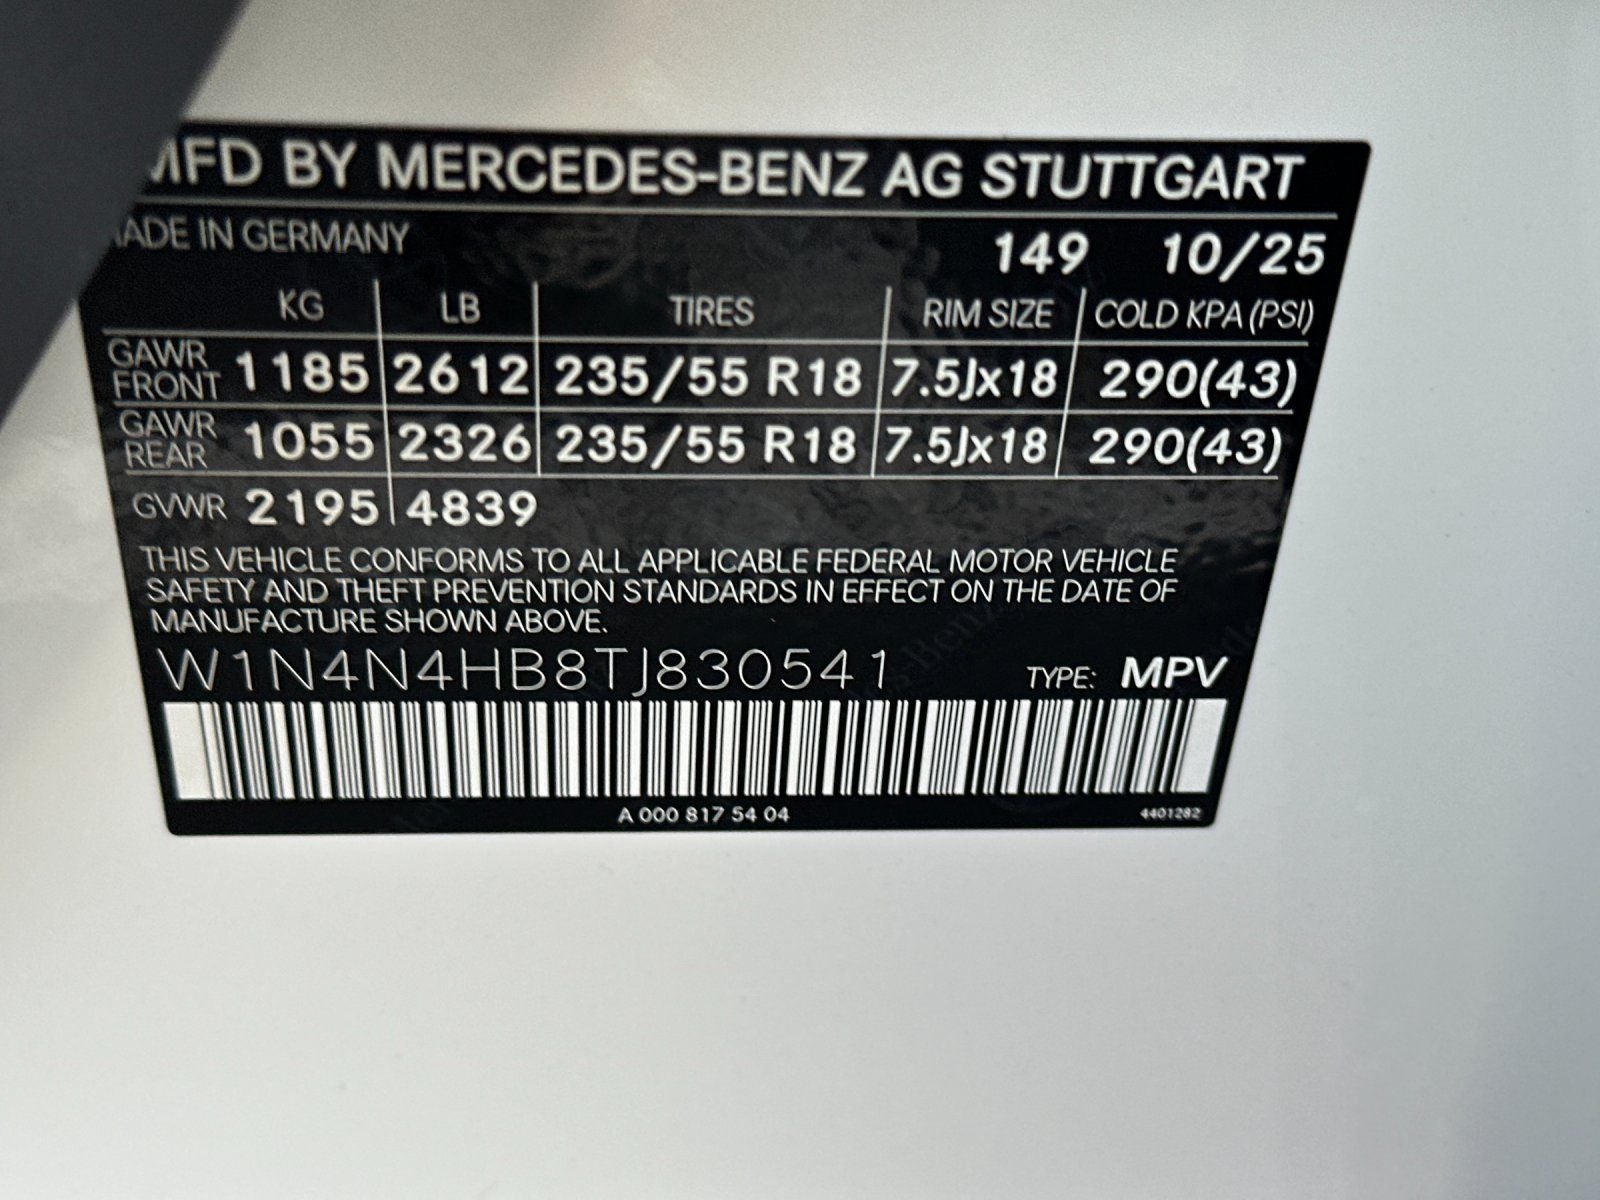 MFD BY MERCEDES-BENZ AG STUTTGART
MADE IN GERMANY 149 10/25
KG LB TIRES RIM SIZE COLD KPA (PSI)
GAWR FRONT 1185 2612 235/55 R18 7.5Jx18 290(43)
GAWR REAR 1055 2326 235/55 R18 7.5Jx18 290(43)
GVWR 2195 4839
THIS VEHICLE CONFORMS TO ALL APPLICABLE FEDERAL MOTOR VEHICLE
SAFETY AND THEFT PREVENTION STANDARDS IN EFFECT ON THE DATE OF
MANUFACTURE SHOWN ABOVE.
W1N4N4HB8TJ830541 TYPE: MPV
A 000 817 54 04 4401282